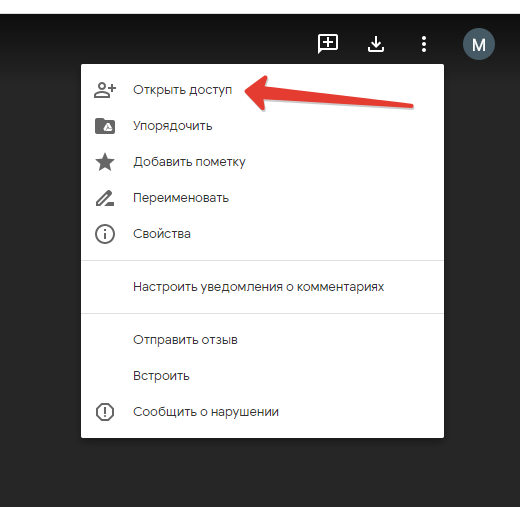 M
Открыть доступ
Упорядочить
Добавить пометку
Переименовать
Свойства
Настроить уведомления о комментариях
Отправить отзыв
Встроить
Сообщить о нарушении